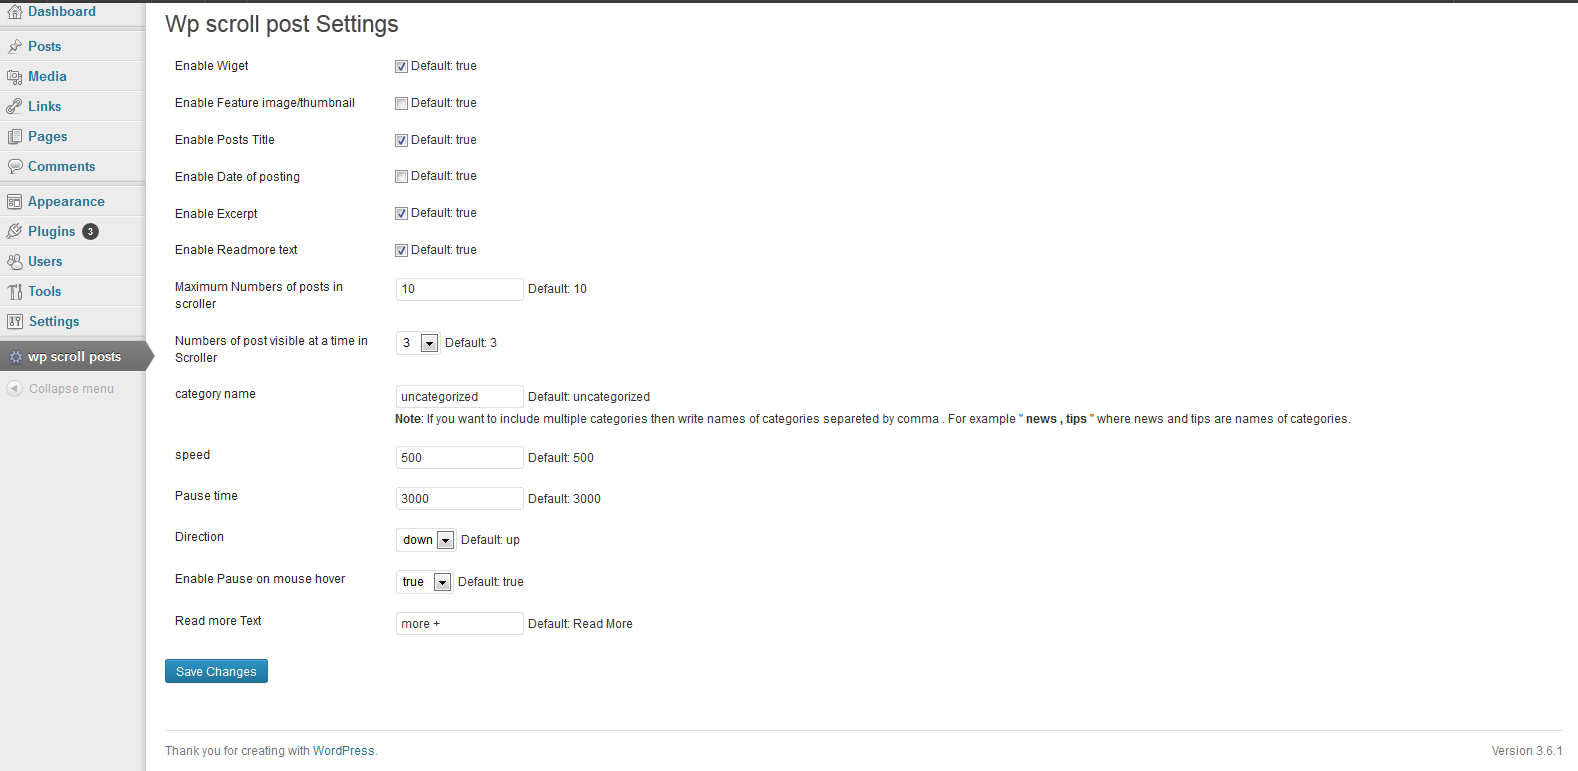 Dashboard
Posts
Media
Links
Pages
Comments
Appearance
Plugins 3
Users
Tools
Settings
wp scroll posts
Collapse menu
Wp scroll post Settings
Enable Wiget Default: true
Enable Feature image/thumbnail Default: true
Enable Posts Title Default: true
Enable Date of posting Default: true
Enable Excerpt Default: true
Enable Readmore text Default: true
Maximum Numbers of posts in
scroller
10 Default: 10
Numbers of post visible at a time in
Scroller
3 Default: 3
category name uncategorized Default: uncategorized
Note: If you want to include multiple categories then write names of categories separeted by comma . For example " news , tips " where news and tips are names of categories.
speed 500 Default: 500
Pause time 3000 Default: 3000
Direction down Default: up
Enable Pause on mouse hover true Default: true
Read more Text more + Default: Read More
Save Changes
Thank you for creating with WordPress.
Version 3.6.1